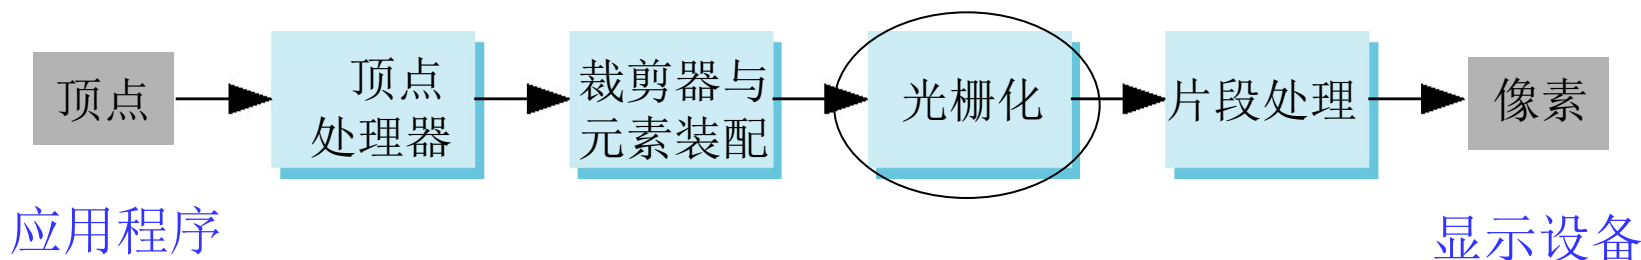 顶点
顶点
处理器
裁剪器与
元素装配
光栅化
片段处理
像素
应用程序
显示设备